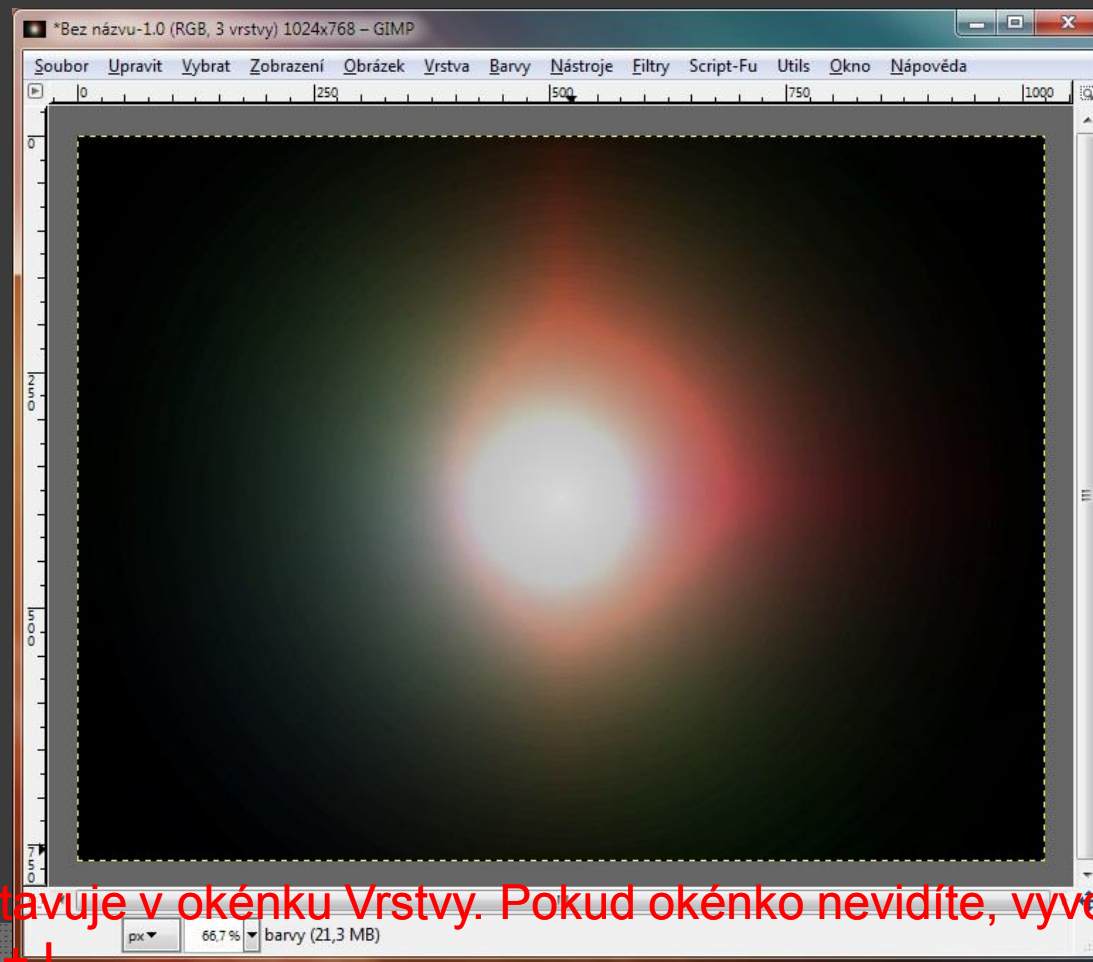 *Bez názvu-1.0 (RGB, 3 vrstvy) 1024x768 – GIMP
Soubor Upravit Vybrat Zobrazení Obrázek Vrstva Barvy Nástroje Filtry Script-Fu Utils Okno Nápověda
0 250 500 750 1000
0
250
500
750
v okénku Vrstvy. Pokud okénko nevidíte,
px 66,7 % barvy (21,3 MB)